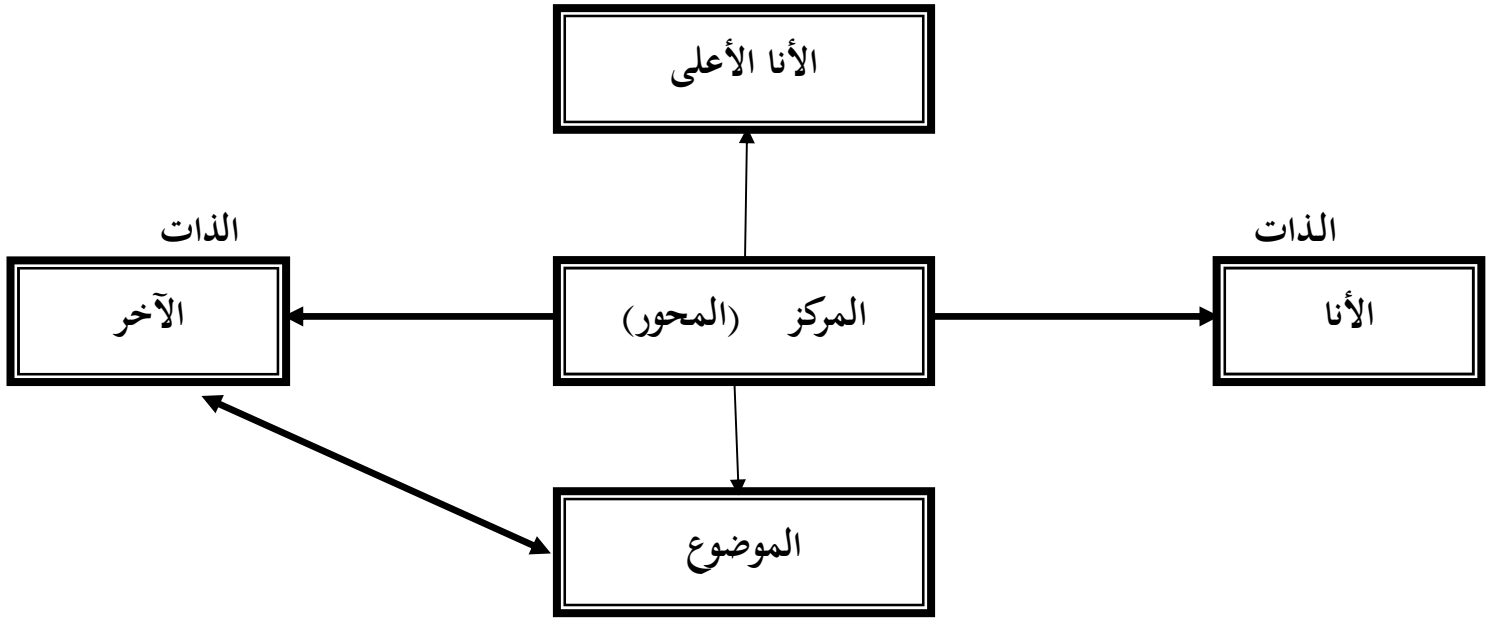 الأنا الأعلى
الذات
الذات
الأنا
المركز (المحور)
الآخر
الموضوع